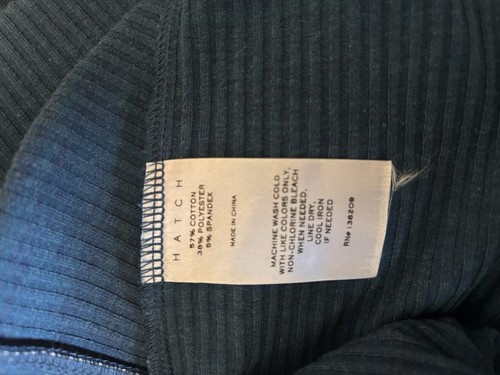 HATCH
57% COTTON
38% POLYESTER
5% SPANDEX
MADE IN CHINA
MACHINE WASH COLD
WITH LIKE COLORS ONLY,
NON-CHLORINE BLEACH
WHEN NEEDED,
LINE DRY,
COOL IRON
IF NEEDED
RN# 136209